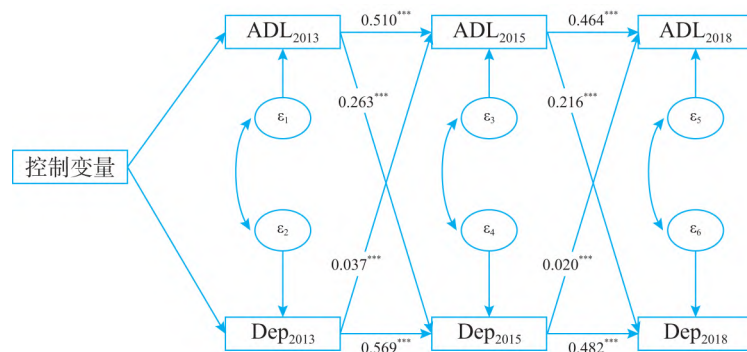 ADL2013 0.510*** ADL2015 0.464*** ADL2018
0.263*** 0.216***
ε1 ε3 ε5
控制变量
ε2 ε4 ε6
0.037*** 0.020***
Dep2013 0.569*** Dep2015 0.482*** Dep2018